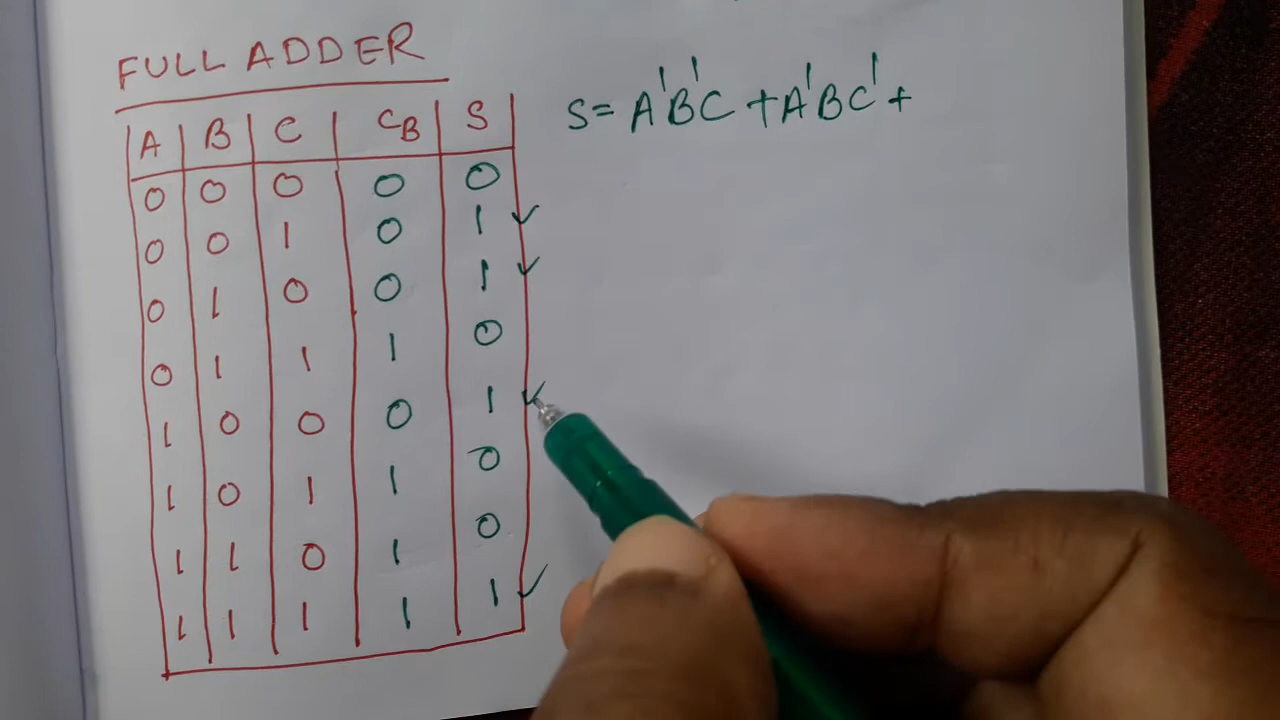 FULL ADDER
S = A'B'C + A'BC' +
A B C CB S
0 0 0 0 0
0 0 1 0 1 ✓
0 1 0 0 1 ✓
0 1 1 1 0
1 0 0 0 1 ✓
1 0 1 1 0
1 1 0 1 0
1 1 1 1 1 ✓